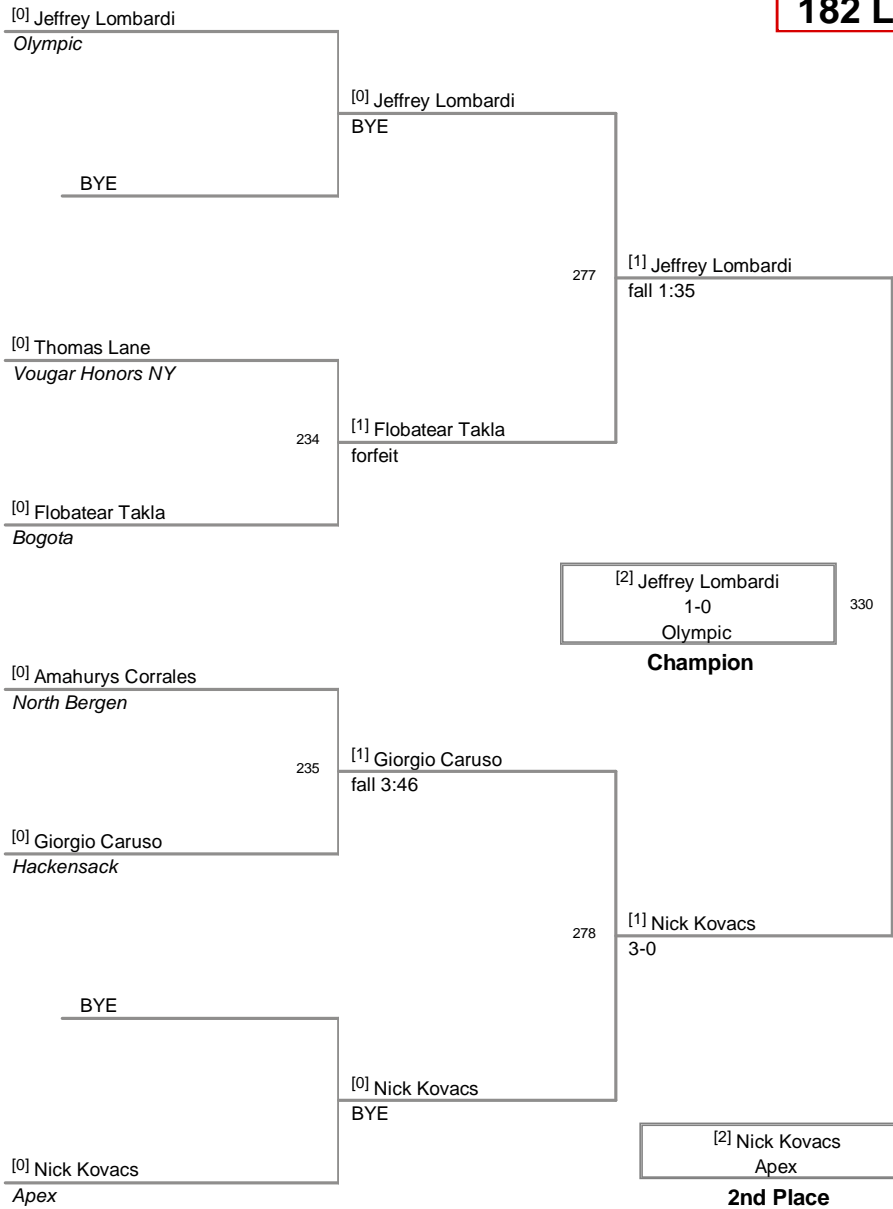 182 L
[0] Jeffrey Lombardi
Olympic
[0] Jeffrey Lombardi
BYE
BYE
277
[1] Jeffrey Lombardi
fall 1:35
[0] Thomas Lane
Vougar Honors NY
234
[1] Flobatear Takla
forfeit
[0] Flobatear Takla
Bogota
[2] Jeffrey Lombardi
1-0
Olympic
330
Champion
[0] Amahurys Corrales
North Bergen
235
[1] Giorgio Caruso
fall 3:46
[0] Giorgio Caruso
Hackensack
278
[1] Nick Kovacs
3-0
BYE
[0] Nick Kovacs
BYE
[0] Nick Kovacs
Apex
[2] Nick Kovacs
Apex
2nd Place